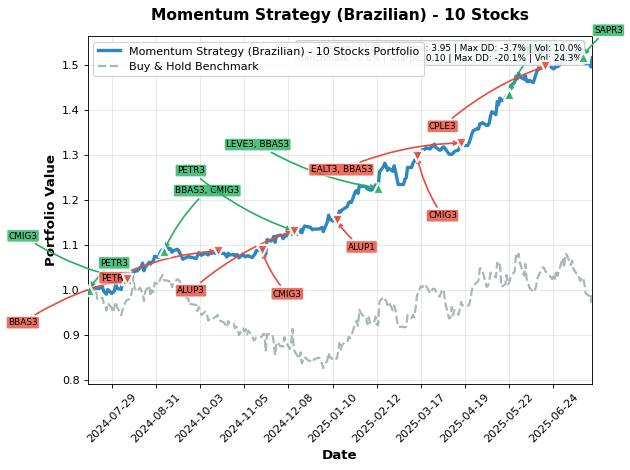 Momentum Strategy (Brazilian) - 10 Stocks
SAPR3
Momentum Strategy (Brazilian) - 10 Stocks Portfolio
Buy & Hold Benchmark
: 3.95 | Max DD: -3.7% | Vol: 10.0%
0.10 | Max DD: -20.1% | Vol: 24.3%
1.5
1.4
1.3
1.2
1.1
1.0
0.9
0.8
Portfolio Value
CPLE3
LEVE3, BBAS3
EALT3, BBAS3
PETR3
BBAS3, CMIG3
CMIG3
CMIG3
ALUP1
PETR3
ALUP3
CMIG3
BBAS3
2024-07-29
2024-08-31
2024-10-03
2024-11-05
2024-12-08
2025-01-10
2025-02-12
2025-03-17
2025-04-19
2025-05-22
2025-06-24
Date